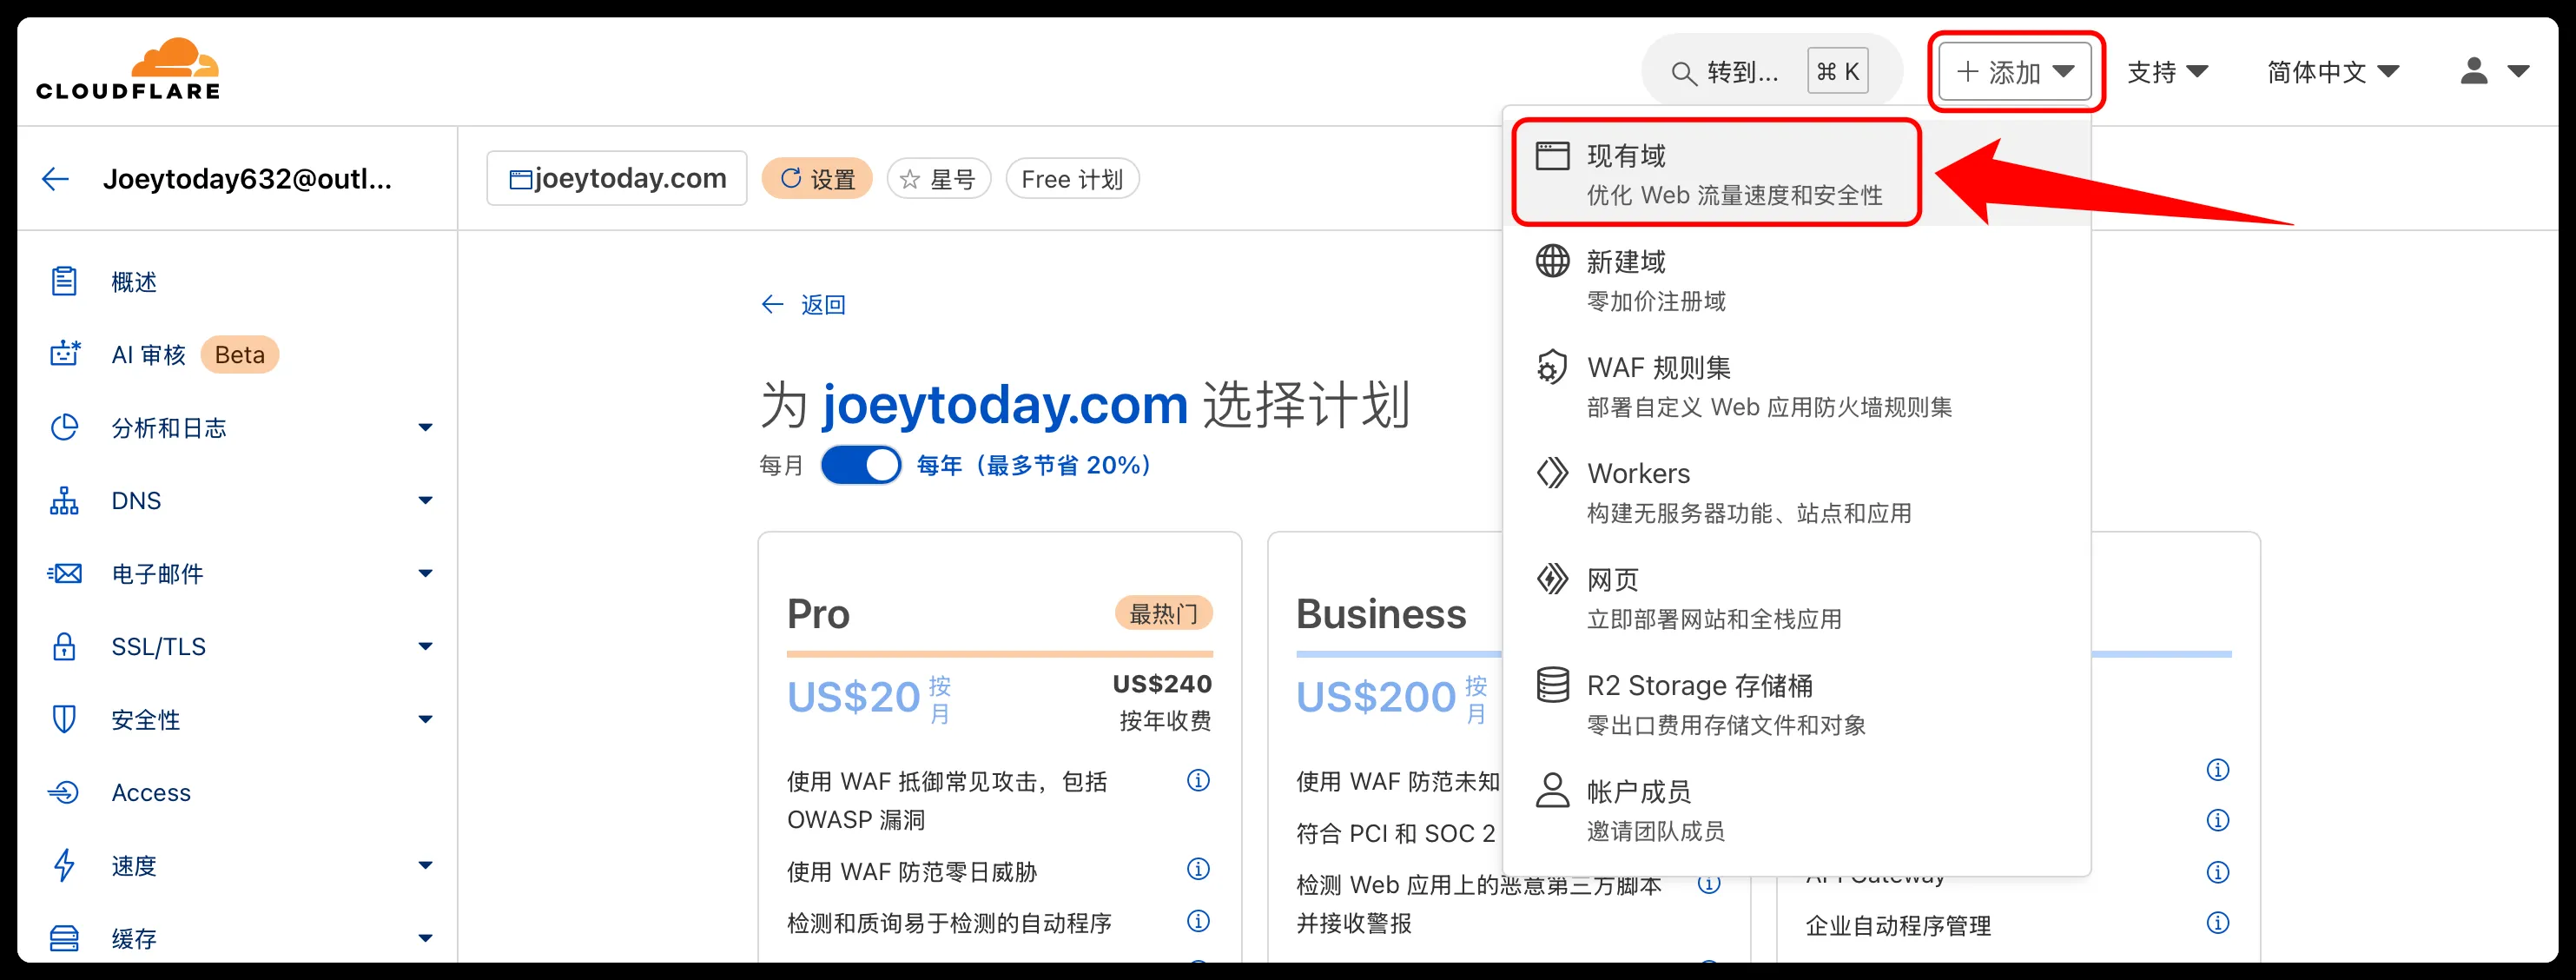 CLOUDFLARE
转到...
⌘ K
添加
支持
简体中文
Joeytoday632@outl...
joeytoday.com
设置
星号
Free 计划
概述
AI 审核
Beta
分析和日志
DNS
电子邮件
SSL/TLS
安全性
Access
速度
缓存
返回
为 joeytoday.com 选择计划
每月
每年（最多节省 20%）
Pro
最热门
US$20 按月
US$240
按年收费
使用 WAF 抵御常见攻击，包括
OWASP 漏洞
使用 WAF 防范零日威胁
检测和质询易于检测的自动程序
Business
US$200 按月
使用 WAF 防范未知
符合 PCI 和 SOC 2
检测 Web 应用上的恶意第三方脚本
并接收警报
API Gateway
企业自动程序管理
现有域
优化 Web 流量速度和安全性
新建域
零加价注册域
WAF 规则集
部署自定义 Web 应用防火墙规则集
Workers
构建无服务器功能、站点和应用
网页
立即部署网站和全栈应用
R2 Storage 存储桶
零出口费用存储文件和对象
帐户成员
邀请团队成员